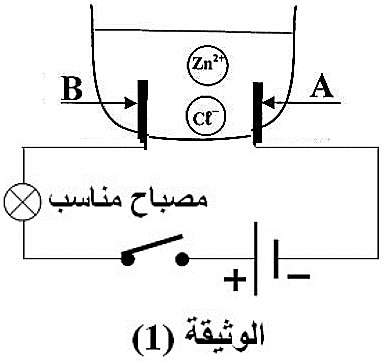 Zn²⁺
B
A
Cℓ⁻
مصباح مناسب
+ −
الوثيقة (1)